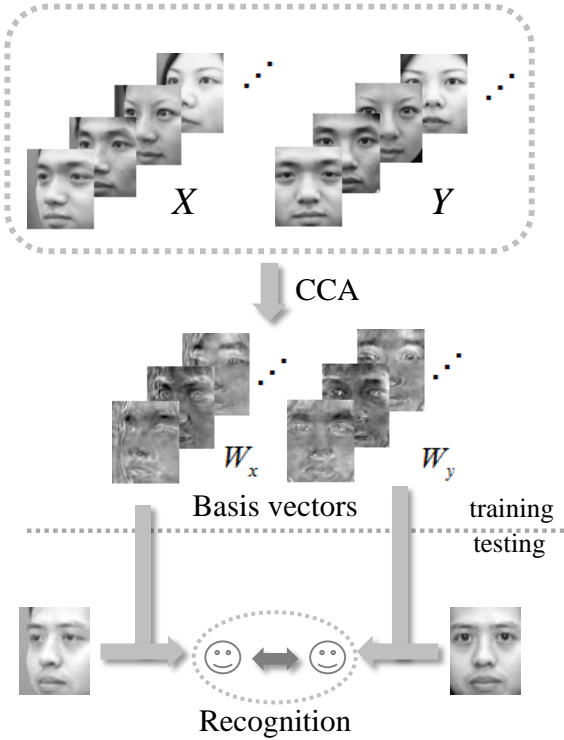 X Y
CCA
W_x W_y
Basis vectors
training
testing
Recognition